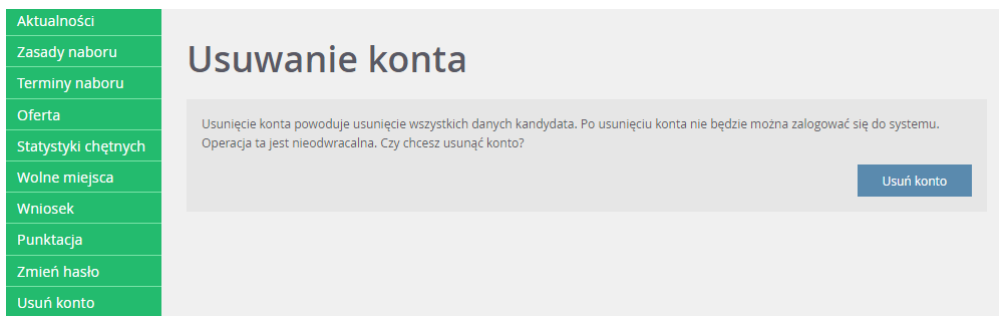 Aktualności
Zasady naboru
Terminy naboru
Oferta
Statystyki chętnych
Wolne miejsca
Wniosek
Punktacja
Zmień hasło
Usuń konto
Usuwanie konta
Usunięcie konta powoduje usunięcie wszystkich danych kandydata. Po usunięciu konta nie będzie można zalogować się do systemu.
Operacja ta jest nieodwracalna. Czy chcesz usunąć konto?
Usuń konto